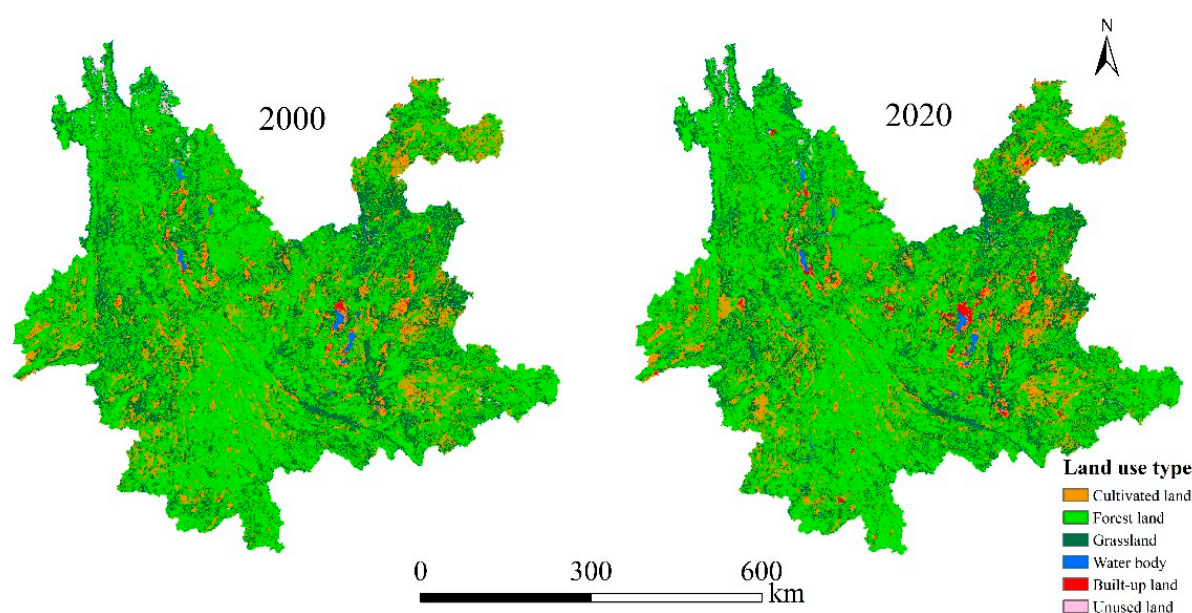 N
2000
2020
Land use type
Cultivated land
Forest land
Grassland
Water body
Built-up land
Unused land
0 300 600
km